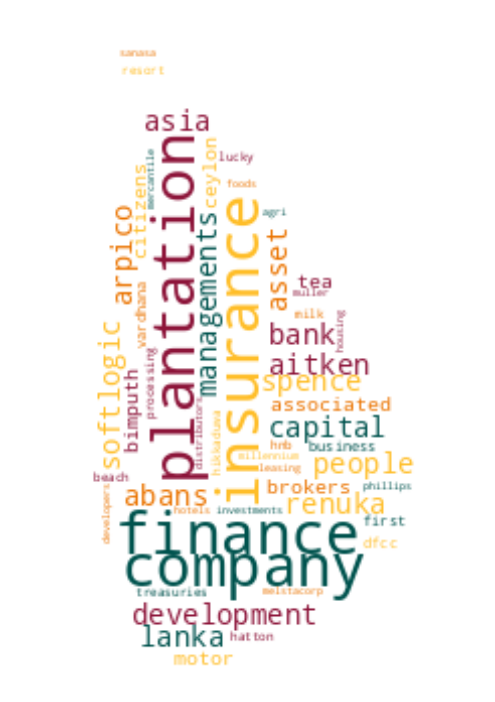 sanasa
resort
asia
plantation
mercantile
citizens
ceylon
lucky
foods
agri
arpico
managements
insurance
asset
tea
muller
vardhana
milk
housing
bank
aitken
softlogic
bimputh
processing
distributors
spence
associated
hikkaduwa
capital
hnb
business
millennium
leasing
people
beach
developers
abans
brokers
phillips
renuka
hotels
investments
first
finance
dfcc
company
treasuries
melstacorp
development
lanka
hatton
motor